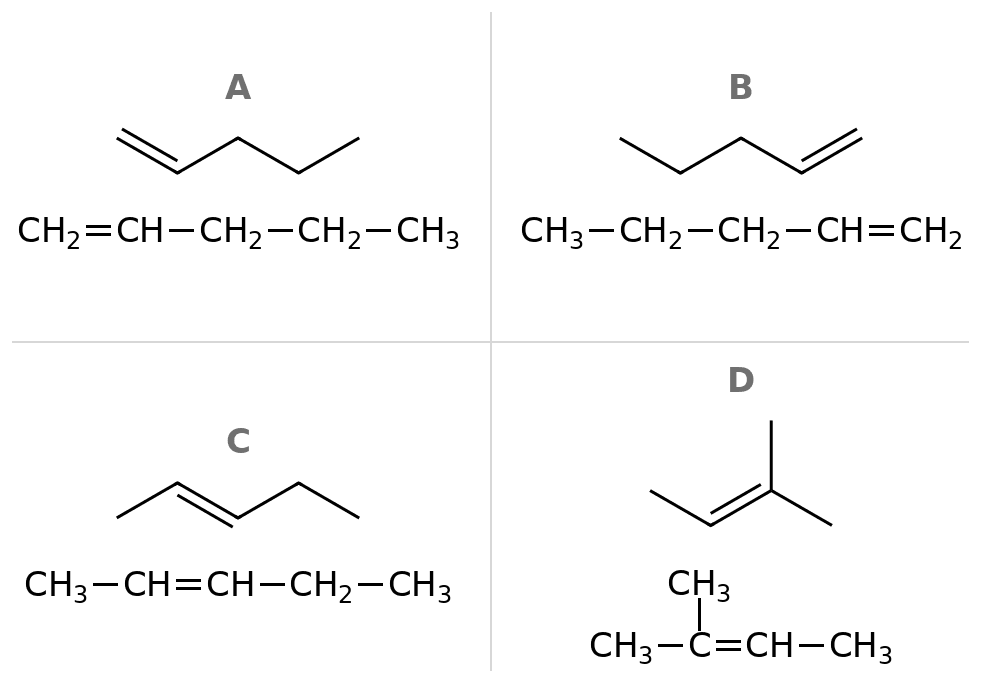 A
CH₂=CH—CH₂—CH₂—CH₃
B
CH₃—CH₂—CH₂—CH=CH₂
C
CH₃—CH=CH—CH₂—CH₃
D
CH₃
CH₃—C=CH—CH₃